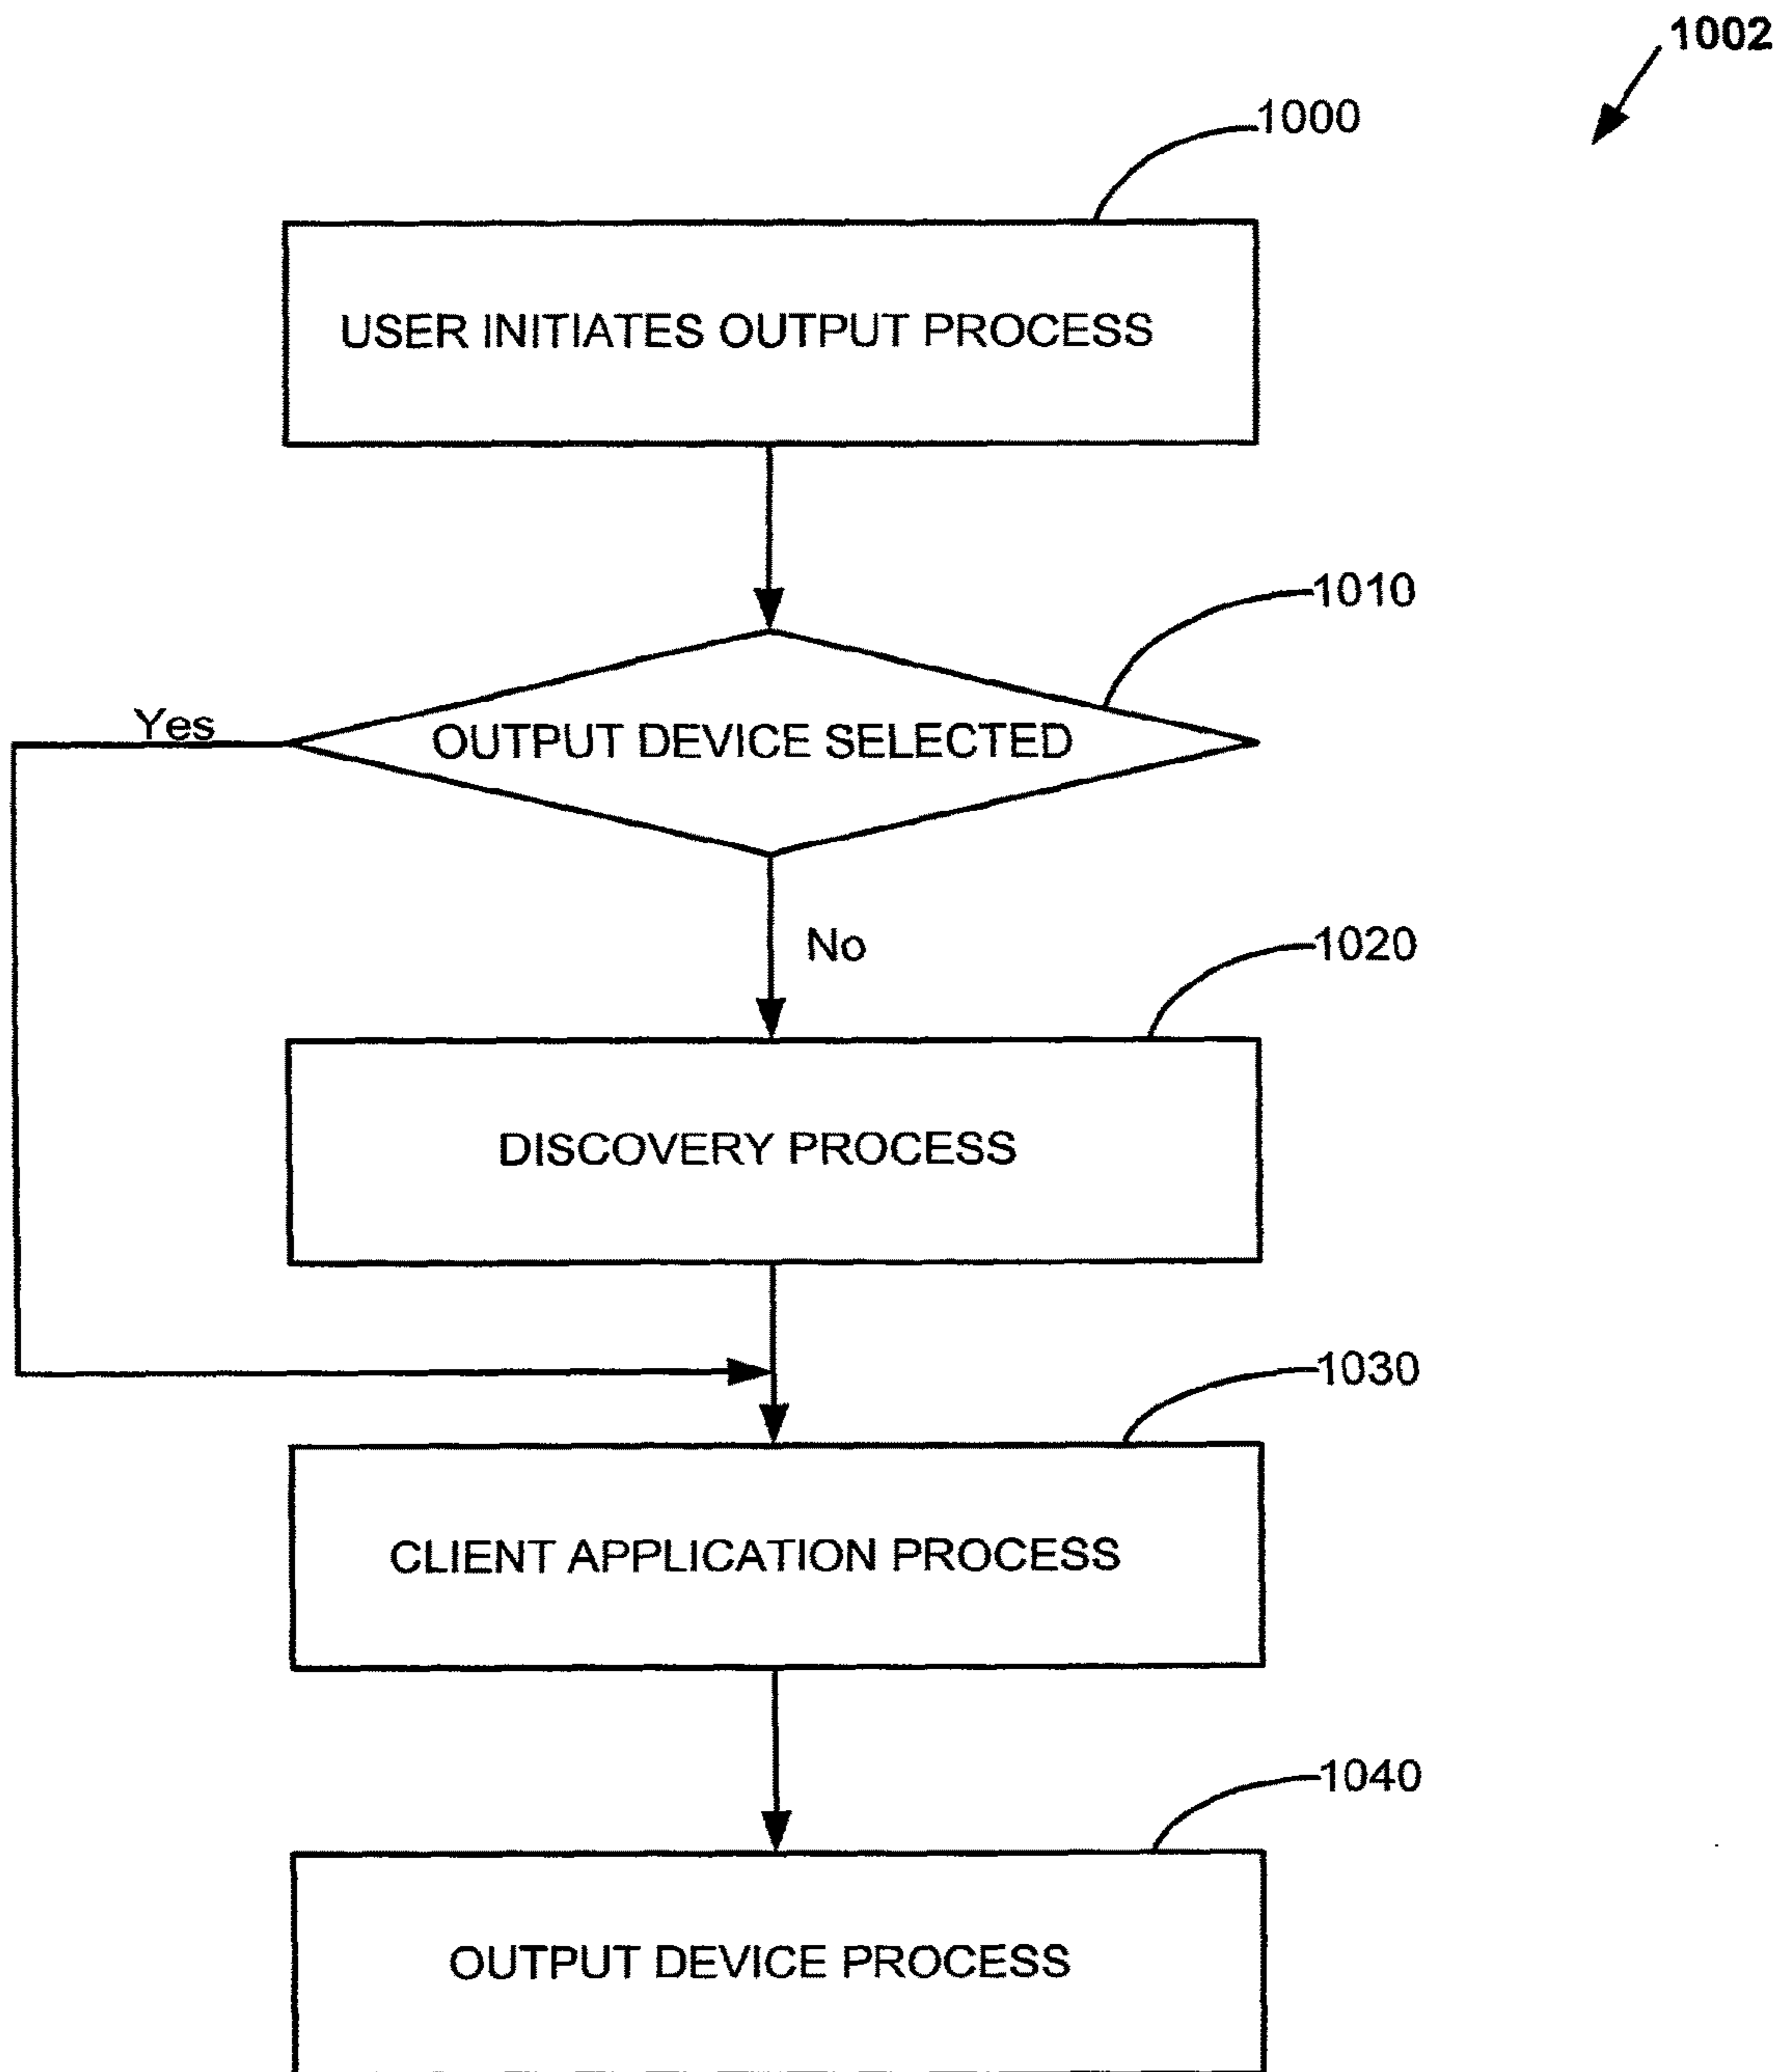 1002
1000
USER INITIATES OUTPUT PROCESS
1010
Yes
OUTPUT DEVICE SELECTED
No
1020
DISCOVERY PROCESS
1030
CLIENT APPLICATION PROCESS
1040
OUTPUT DEVICE PROCESS